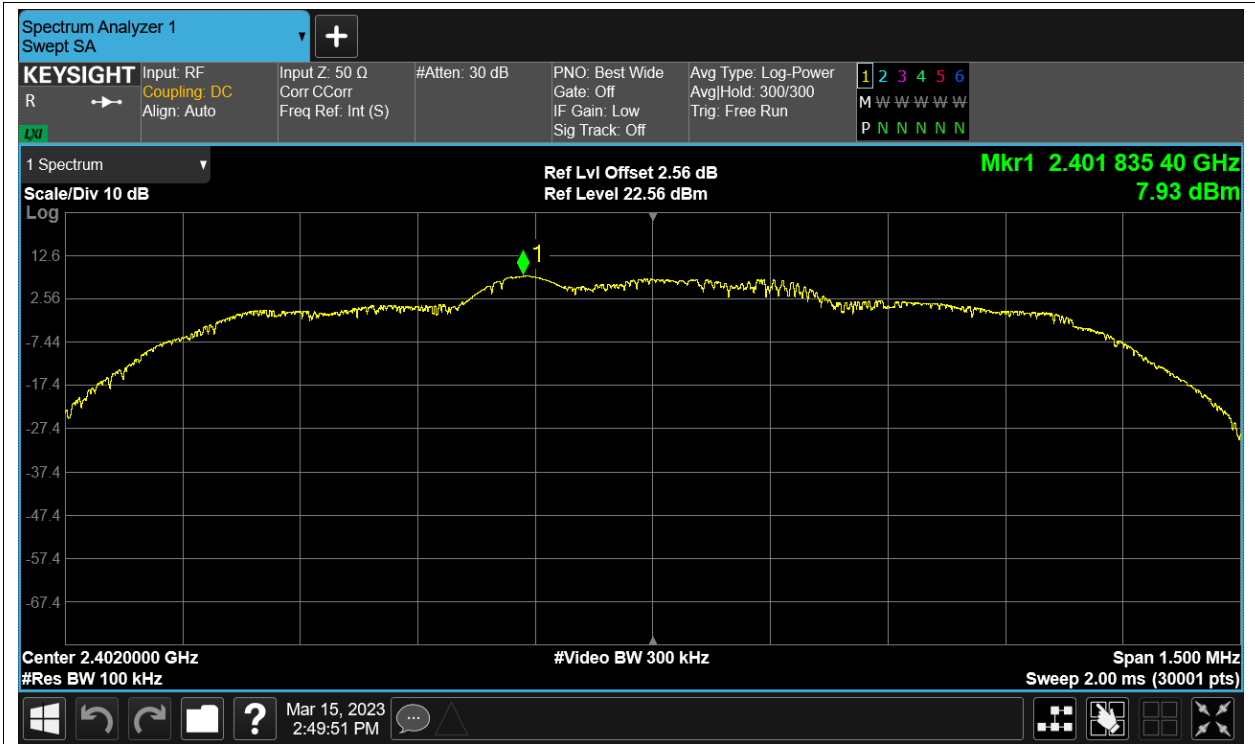 Spectrum Analyzer 1
Swept SA
KEYSIGHT
R
LXI
Input: RF
Coupling: DC
Align: Auto
Input Z: 50 Ω
Corr CCorr
Freq Ref: Int (S)
#Atten: 30 dB
PNO: Best Wide
Gate: Off
IF Gain: Low
Sig Track: Off
Avg Type: Log-Power
Avg|Hold: 300/300
Trig: Free Run
1 2 3 4 5 6
M W W W W W
P N N N N N
1 Spectrum
Scale/Div 10 dB
Log
Ref Lvl Offset 2.56 dB
Ref Level 22.56 dBm
Mkr1 2.401 835 40 GHz
7.93 dBm
1
12.6
2.56
-7.44
-17.4
-27.4
-37.4
-47.4
-57.4
-67.4
Center 2.4020000 GHz
#Res BW 100 kHz
#Video BW 300 kHz
Span 1.500 MHz
Sweep 2.00 ms (30001 pts)
?
Mar 15, 2023
2:49:51 PM